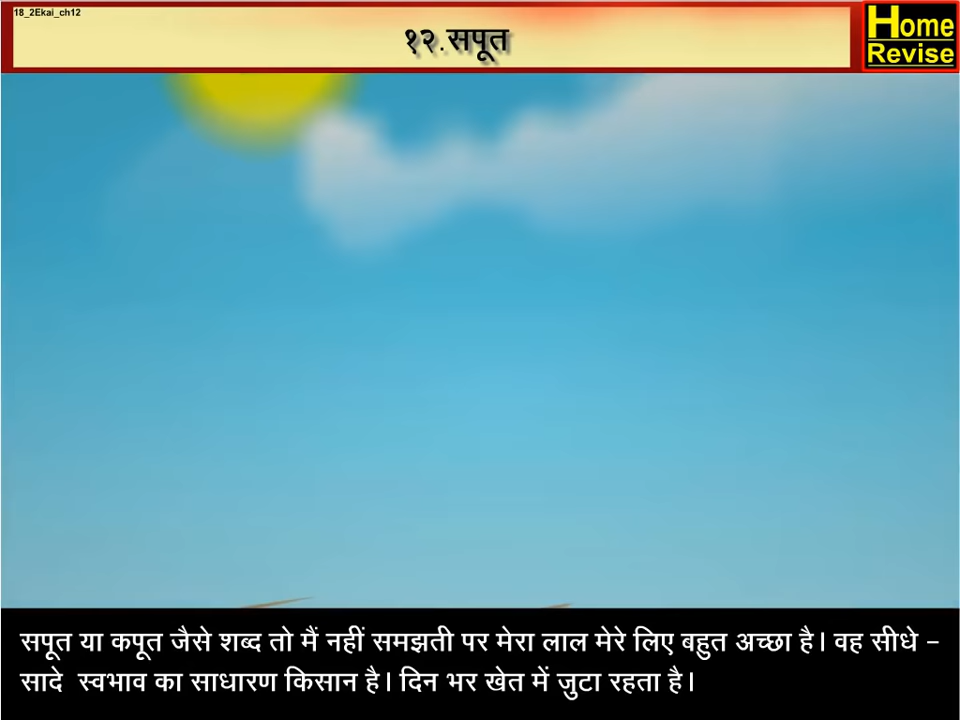 18_2Ekai_ch12
१२.सपूत
Home
Revise
सपूत या कपूत जैसे शब्द तो मैं नहीं समझती पर मेरा लाल मेरे लिए बहुत अच्छा है। वह सीधे –
सादे स्वभाव का साधारण किसान है। दिन भर खेत में जुटा रहता है।